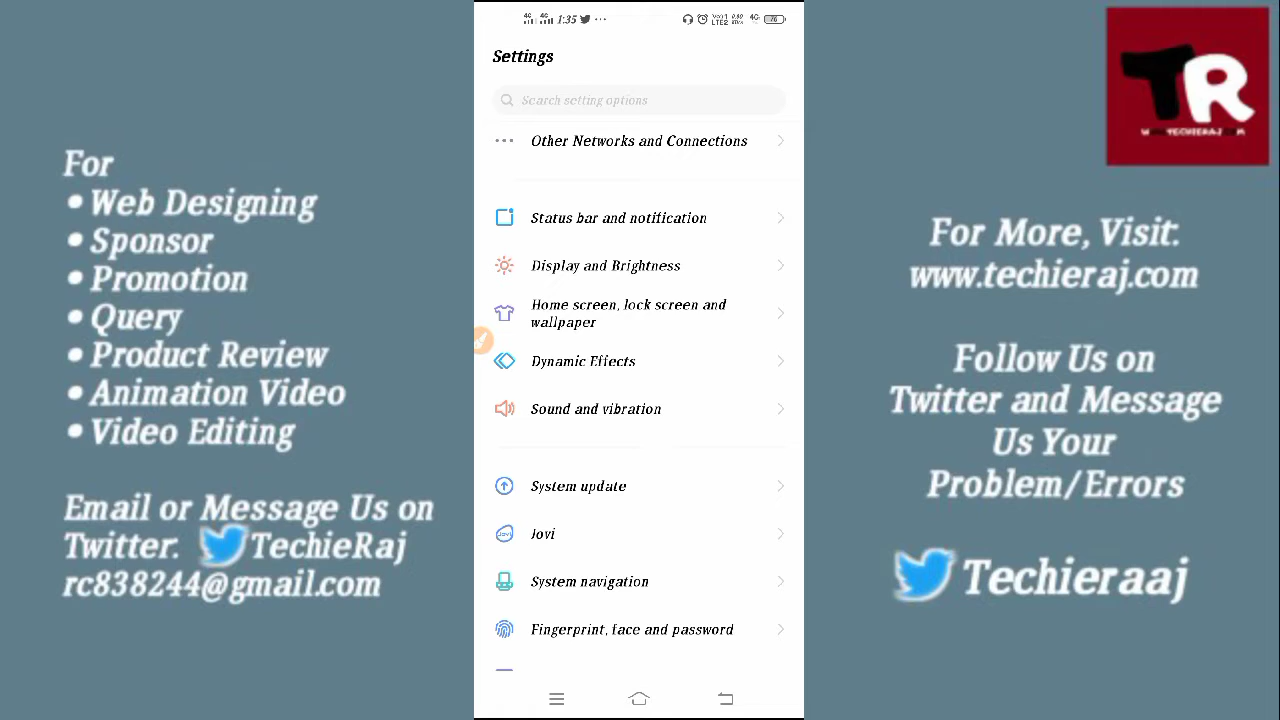 For
• Web Designing
• Sponsor
• Promotion
• Query
• Product Review
• Animation Video
• Video Editing
Email or Message Us on
Twitter. TechieRaj
rc838244@gmail.com
1:35
76
Settings
Search setting options
Other Networks and Connections
Status bar and notification
Display and Brightness
Home screen, lock screen and
wallpaper
Dynamic Effects
Sound and vibration
System update
Jovi
System navigation
Fingerprint, face and password
TR
For More, Visit:
www.techieraj.com
Follow Us on
Twitter and Message
Us Your
Problem/Errors
Techieraaj